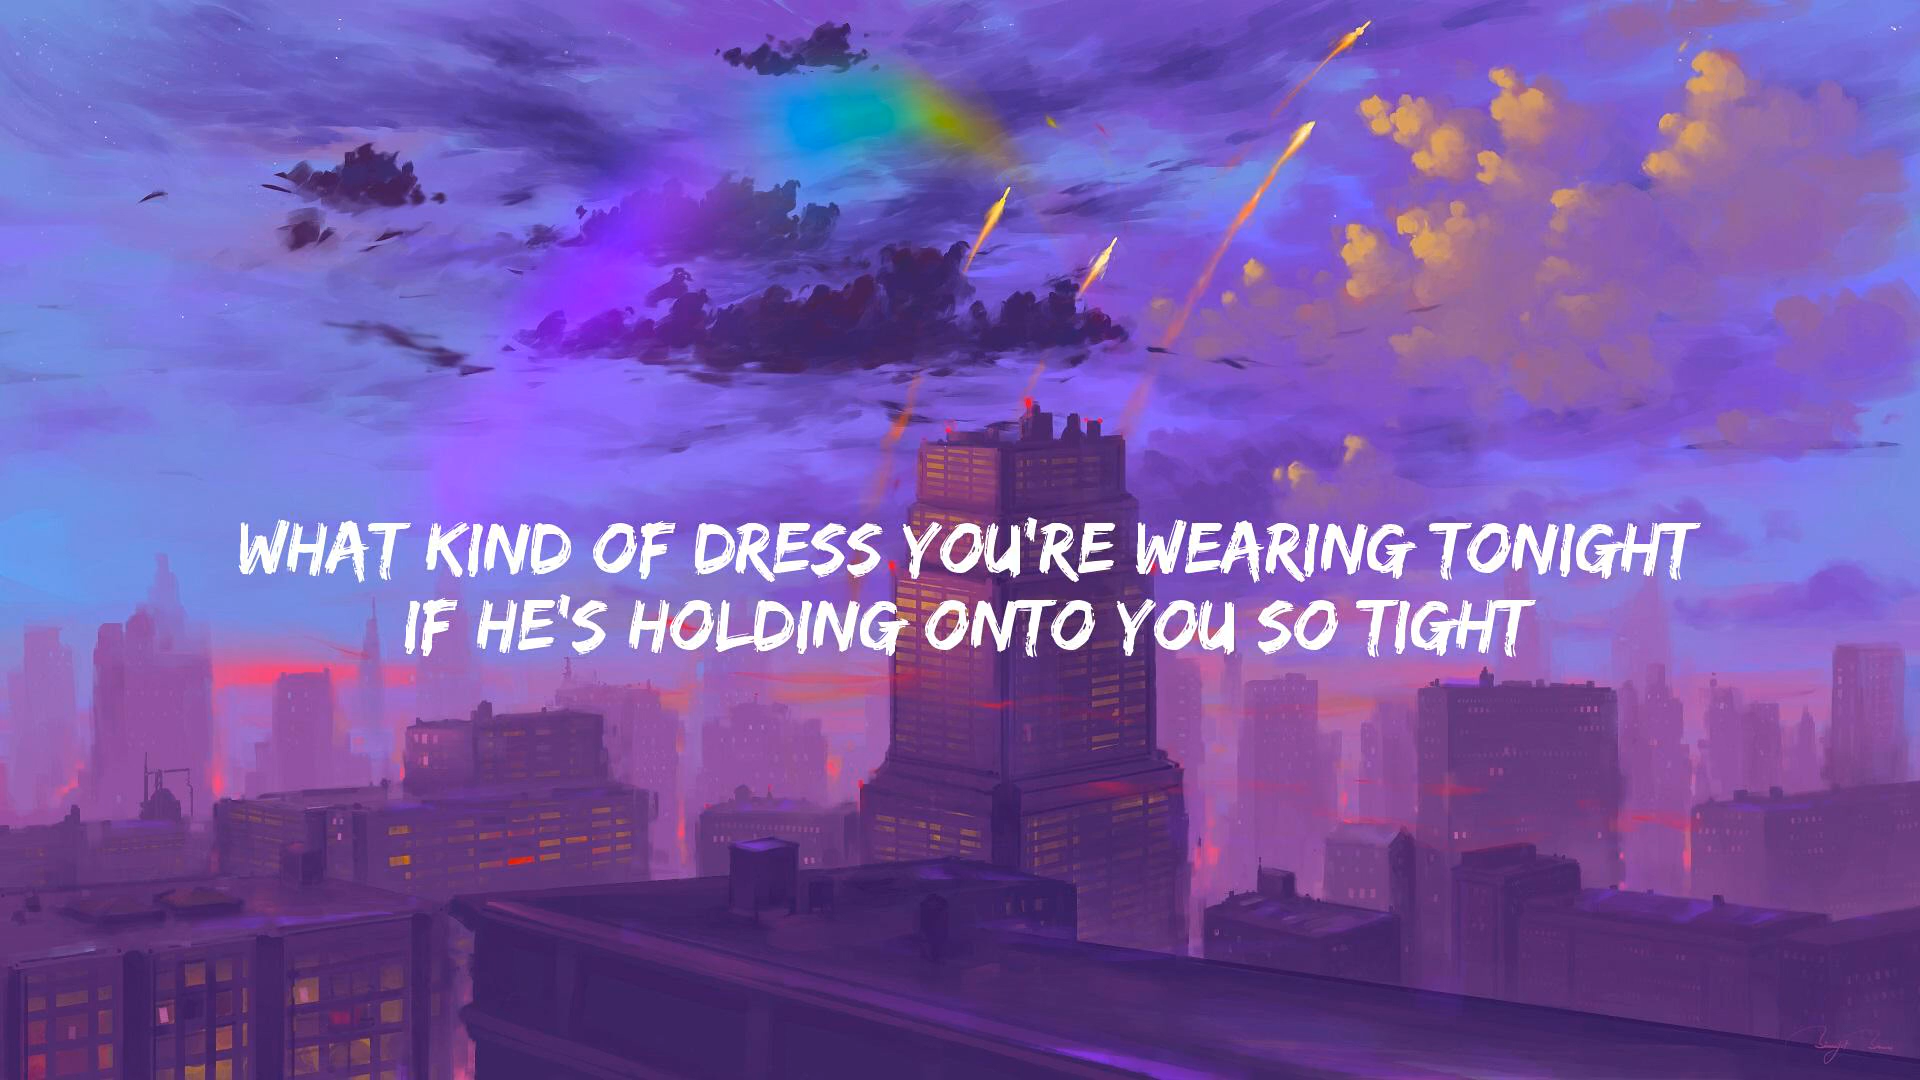 WHAT KIND OF DRESS YOU'RE WEARING TONIGHT
IF HE'S HOLDING ONTO YOU SO TIGHT